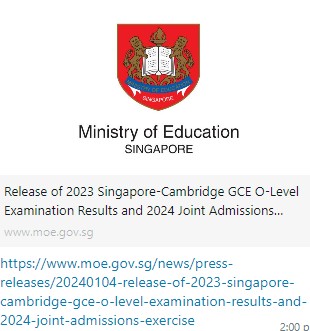 SINGAPORE
Ministry of Education
SINGAPORE
Release of 2023 Singapore-Cambridge GCE O-Level
Examination Results and 2024 Joint Admissions...
www.moe.gov.sg
https://www.moe.gov.sg/news/press-
releases/20240104-release-of-2023-singapore-
cambridge-gce-o-level-examination-results-and-
2024-joint-admissions-exercise
2:00 p